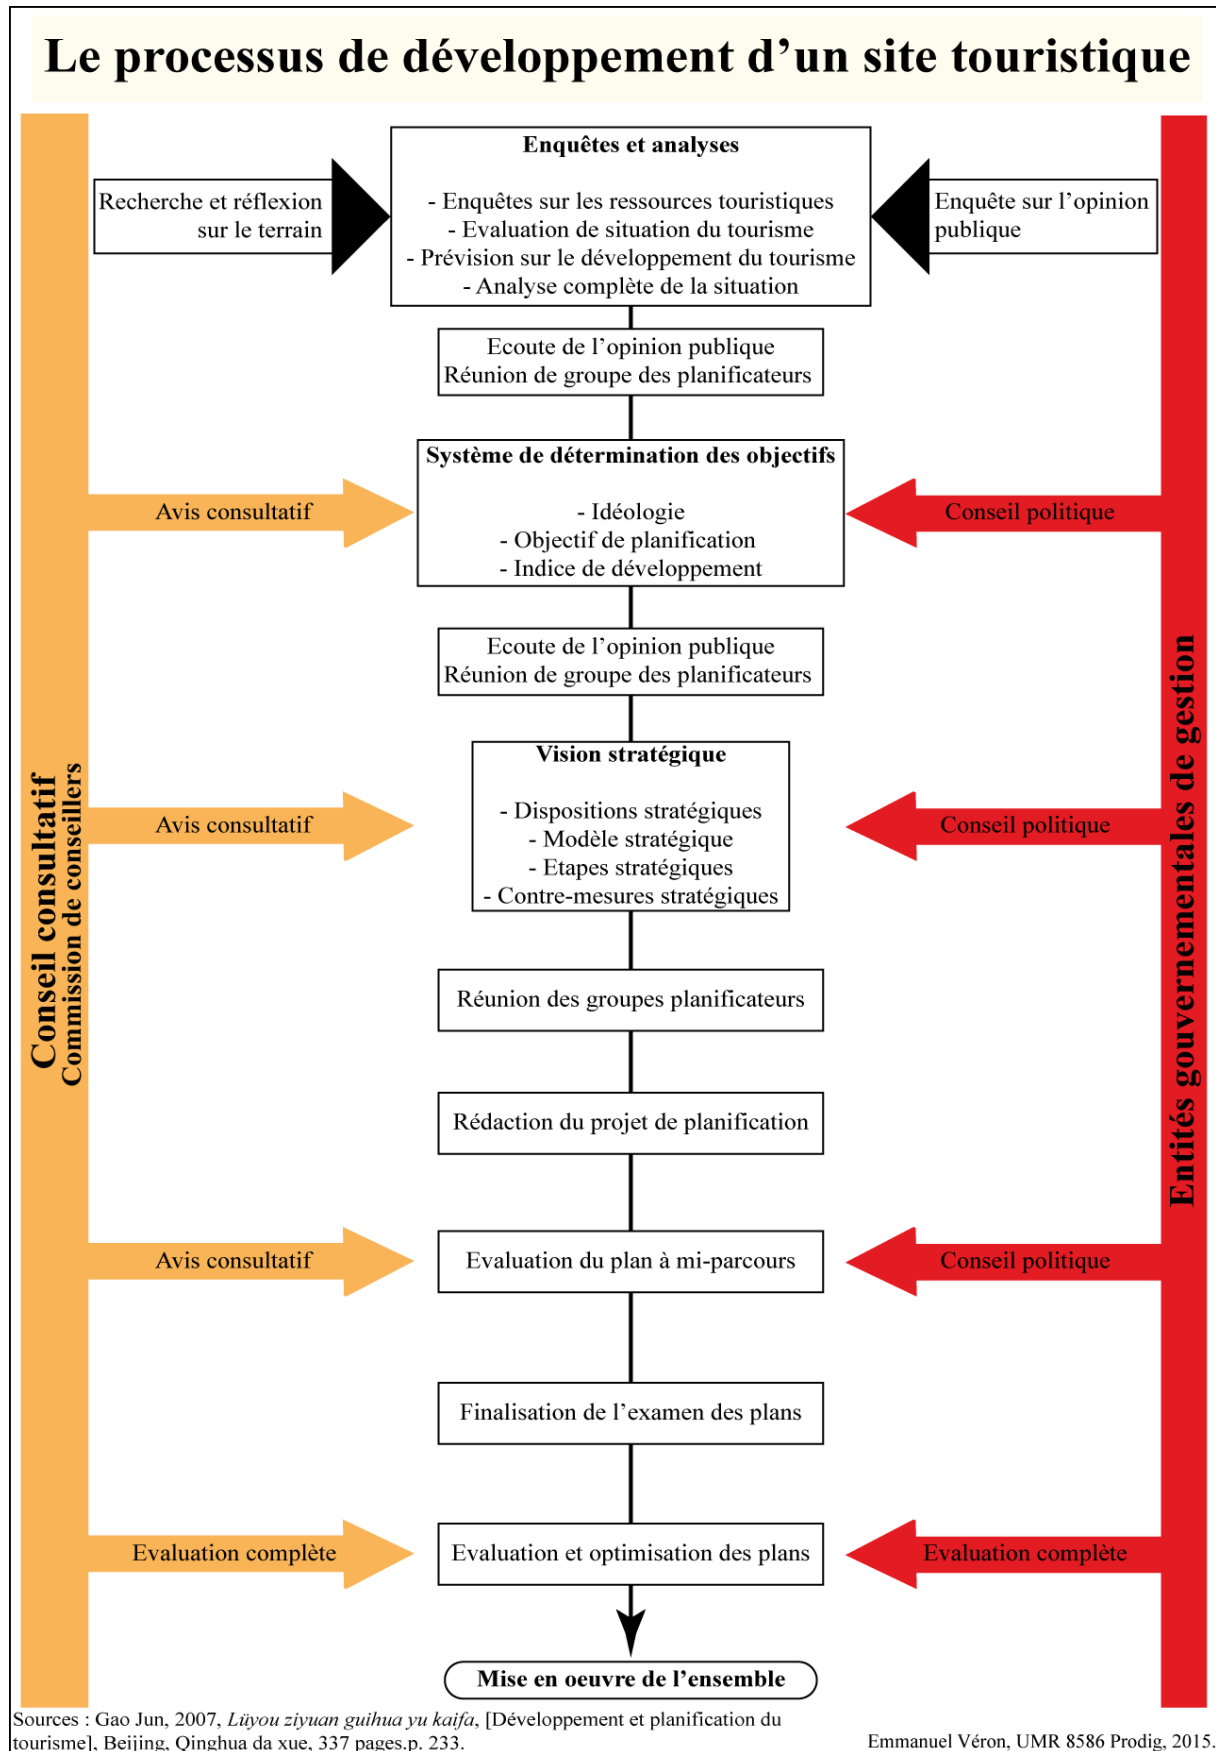 Le processus de développement d’un site touristique
Enquêtes et analyses
- Enquêtes sur les ressources touristiques
- Evaluation de situation du tourisme
- Prévision sur le développement du tourisme
- Analyse complète de la situation
Recherche et réflexion
sur le terrain
Enquête sur l’opinion
publique
Ecoute de l’opinion publique
Réunion de groupe des planificateurs
Système de détermination des objectifs
- Idéologie
- Objectif de planification
- Indice de développement
Avis consultatif
Conseil politique
Ecoute de l’opinion publique
Réunion de groupe des planificateurs
Vision stratégique
- Dispositions stratégiques
- Modèle stratégique
- Etapes stratégiques
- Contre-mesures stratégiques
Avis consultatif
Conseil politique
Conseil consultatif
Commission de conseillers
Entités gouvernementales de gestion
Réunion des groupes planificateurs
Rédaction du projet de planification
Avis consultatif
Evaluation du plan à mi-parcours
Conseil politique
Finalisation de l’examen des plans
Evaluation complète
Evaluation et optimisation des plans
Evaluation complète
Mise en oeuvre de l’ensemble
Sources : Gao Jun, 2007, Lüyou ziyuan guihua yu kaifa, [Développement et planification du
tourisme], Beijing, Qinghua da xue, 337 pages.p. 233.
Emmanuel Véron, UMR 8586 Prodig, 2015.